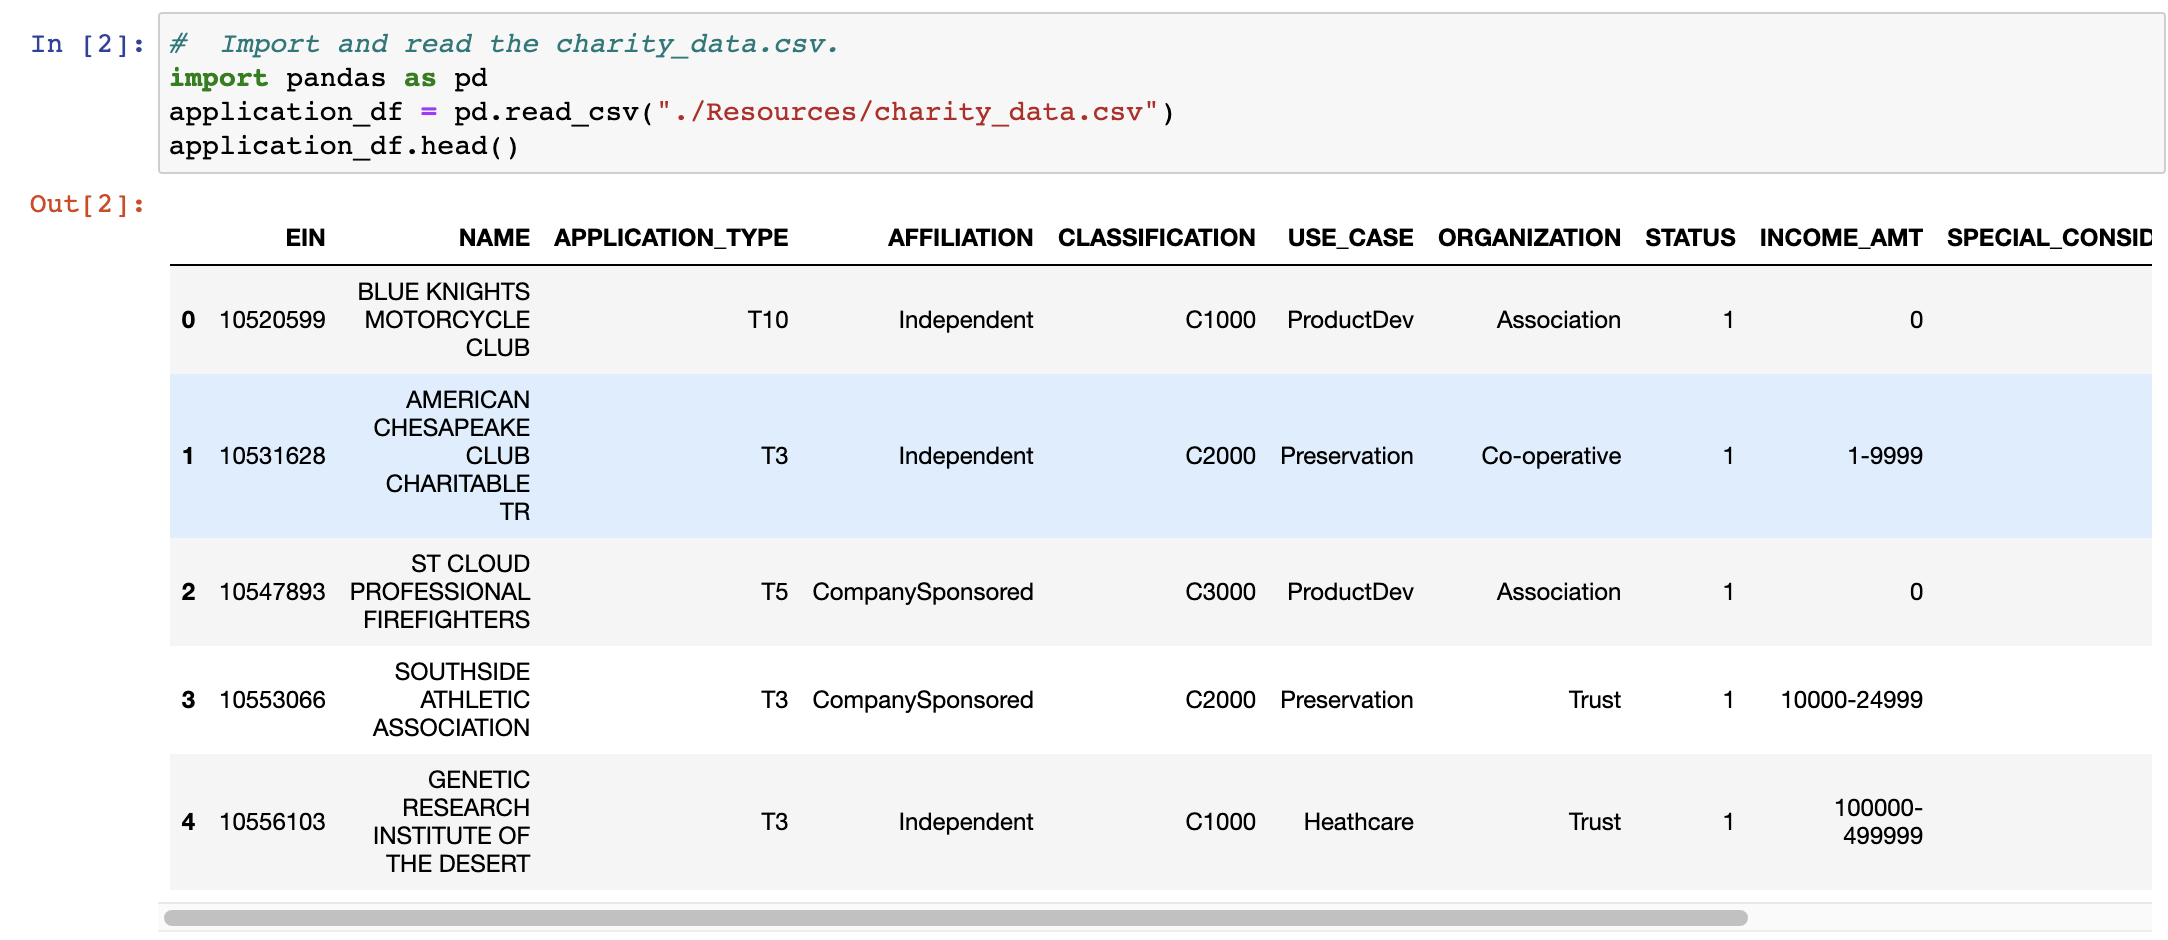 In [2]: #  Import and read the charity_data.csv.
import pandas as pd
application_df = pd.read_csv("./Resources/charity_data.csv")
application_df.head()
Out[2]:
EIN NAME APPLICATION_TYPE AFFILIATION CLASSIFICATION USE_CASE ORGANIZATION STATUS INCOME_AMT SPECIAL_CONSID
BLUE KNIGHTS
0 10520599 MOTORCYCLE T10 Independent C1000 ProductDev Association 1 0
CLUB
AMERICAN
CHESAPEAKE
1 10531628 CLUB T3 Independent C2000 Preservation Co-operative 1 1-9999
CHARITABLE
TR
ST CLOUD
2 10547893 PROFESSIONAL T5 CompanySponsored C3000 ProductDev Association 1 0
FIREFIGHTERS
SOUTHSIDE
3 10553066 ATHLETIC T3 CompanySponsored C2000 Preservation Trust 1 10000-24999
ASSOCIATION
GENETIC
RESEARCH 100000-
4 10556103 T3 Independent C1000 Heathcare Trust 1
INSTITUTE OF 499999
THE DESERT